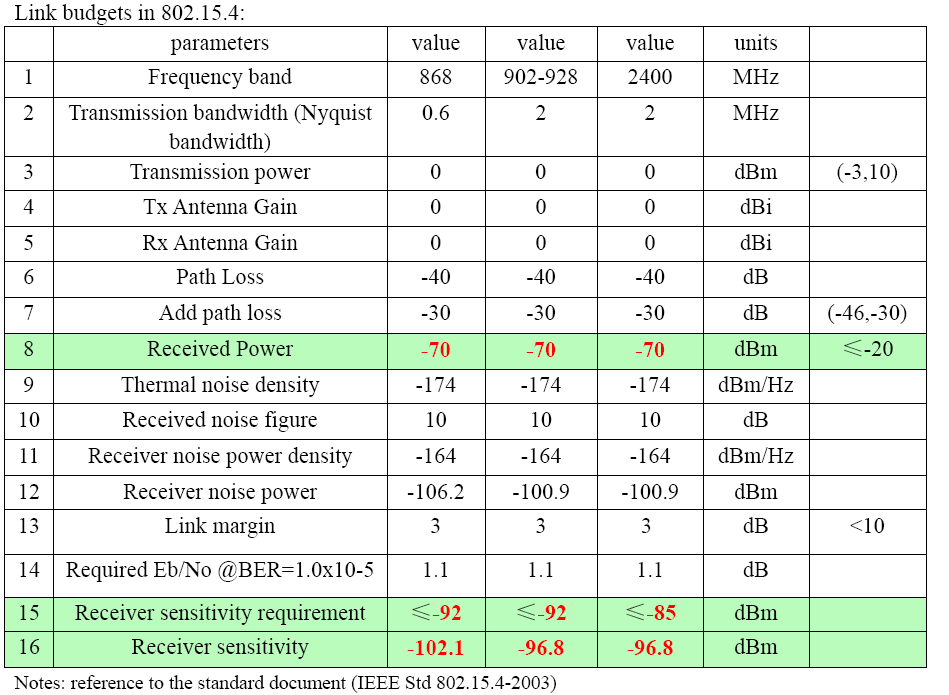 Link budgets in 802.15.4:
parameters value value value units
1 Frequency band 868 902-928 2400 MHz
2 Transmission bandwidth (Nyquist bandwidth) 0.6 2 2 MHz
3 Transmission power 0 0 0 dBm (-3,10)
4 Tx Antenna Gain 0 0 0 dBi
5 Rx Antenna Gain 0 0 0 dBi
6 Path Loss -40 -40 -40 dB
7 Add path loss -30 -30 -30 dB (-46,-30)
8 Received Power -70 -70 -70 dBm ≤-20
9 Thermal noise density -174 -174 -174 dBm/Hz
10 Received noise figure 10 10 10 dB
11 Receiver noise power density -164 -164 -164 dBm/Hz
12 Receiver noise power -106.2 -100.9 -100.9 dBm
13 Link margin 3 3 3 dB <10
14 Required Eb/No @BER=1.0x10-5 1.1 1.1 1.1 dB
15 Receiver sensitivity requirement ≤-92 ≤-92 ≤-85 dBm
16 Receiver sensitivity -102.1 -96.8 -96.8 dBm
Notes: reference to the standard document (IEEE Std 802.15.4-2003)